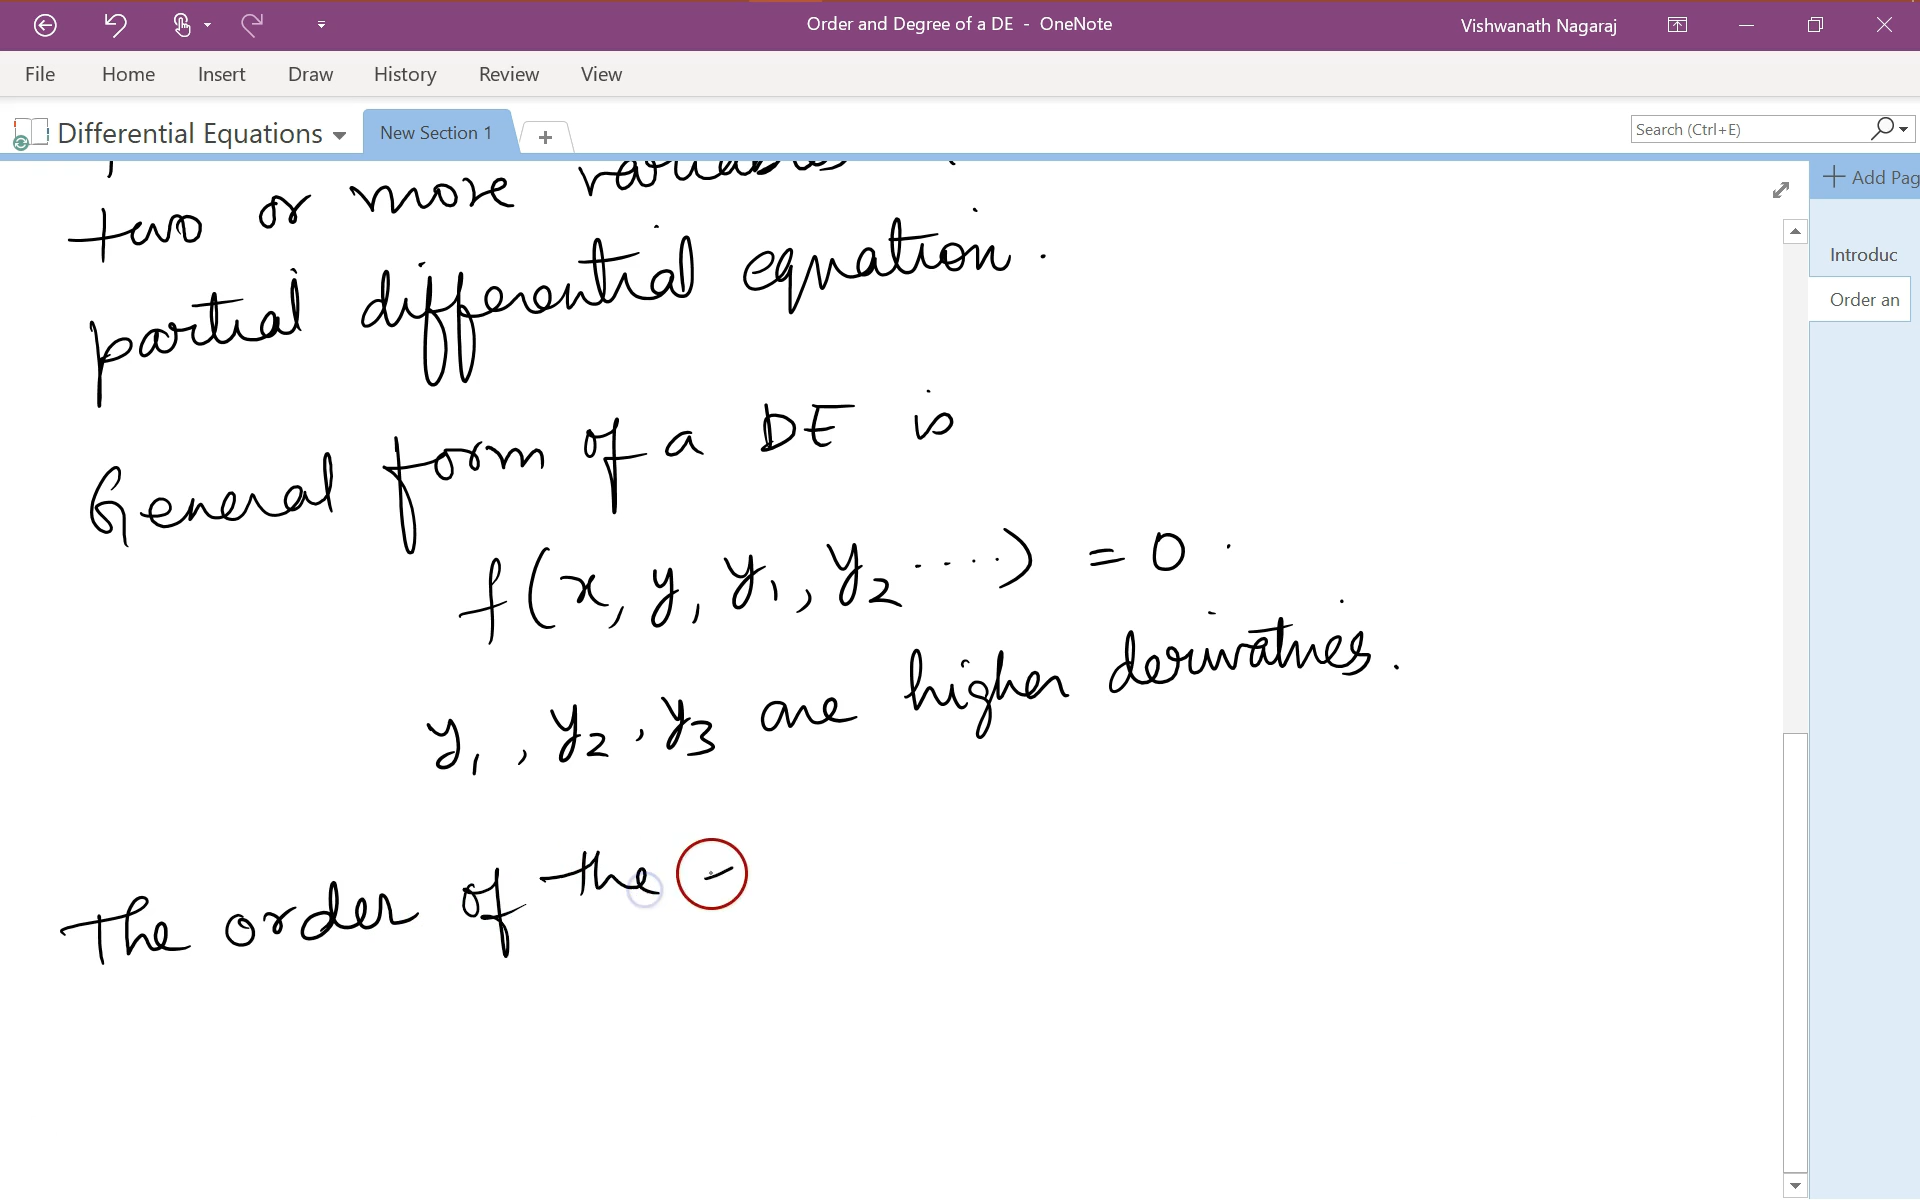 Order and Degree of a DE - OneNote
Vishwanath Nagaraj
File Home Insert Draw History Review View
Differential Equations
New Section 1
+
Search (Ctrl+E)
Add Pag
Introduc
Order an
two or more variables
partial differential equation.
General form of a DE is
f(x, y, y₁, y₂ .....) = 0.
y₁, y₂, y₃ are higher derivatives.
The order of the